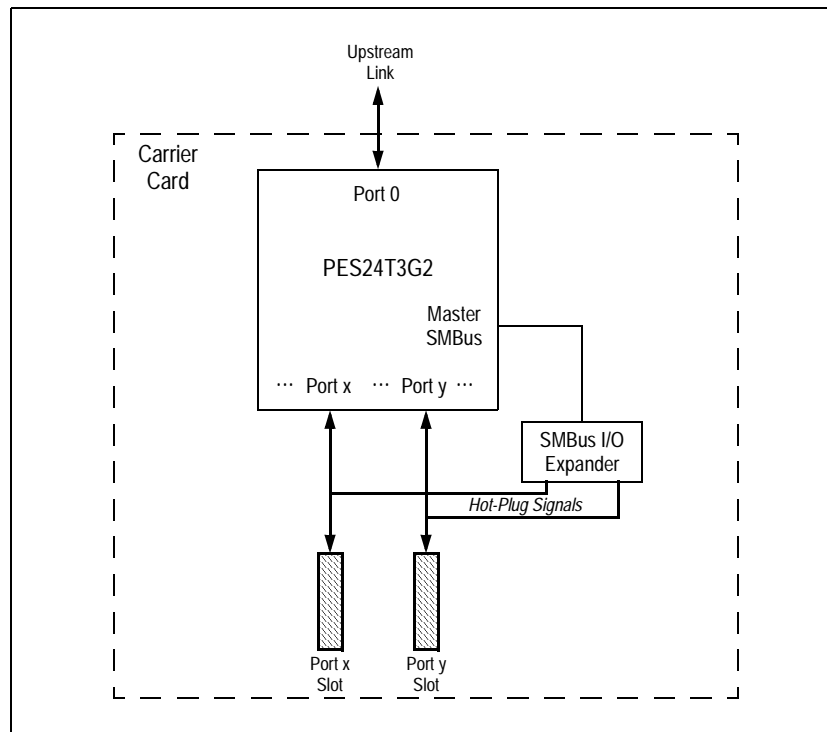 Upstream
Link
Carrier
Card
Port 0
PES24T3G2
Master
SMBus
··· Port x ··· Port y ···
SMBus I/O
Expander
Hot-Plug Signals
Port x
Slot
Port y
Slot